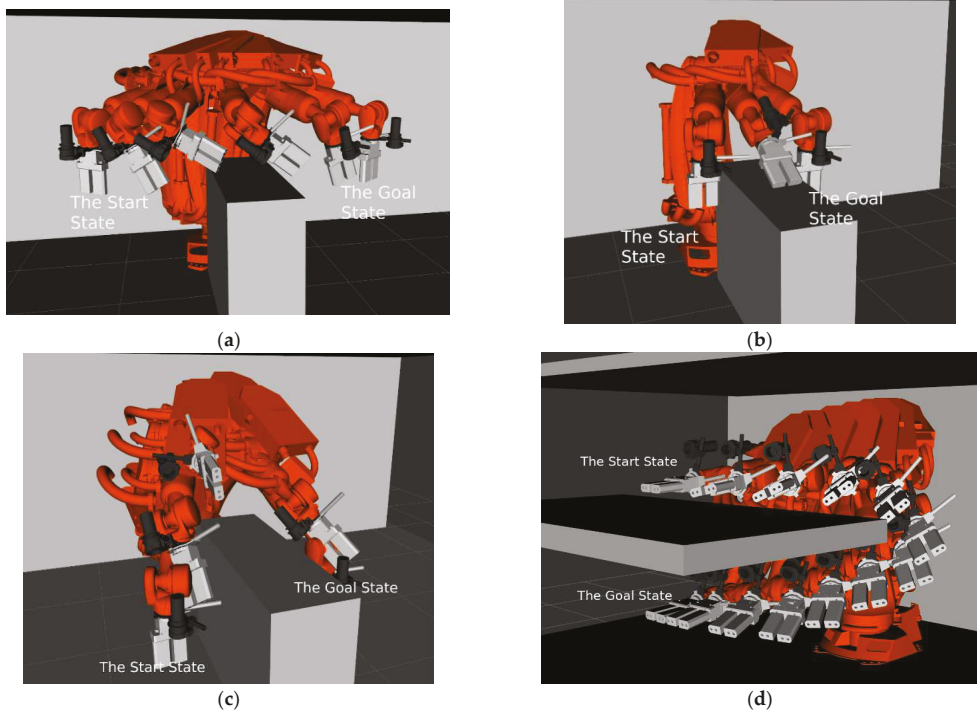 The Start
State
The Goal
State
(a)
The Start
State
The Goal
State
(b)
The Start State
The Goal State
(c)
The Start State
The Goal State
(d)